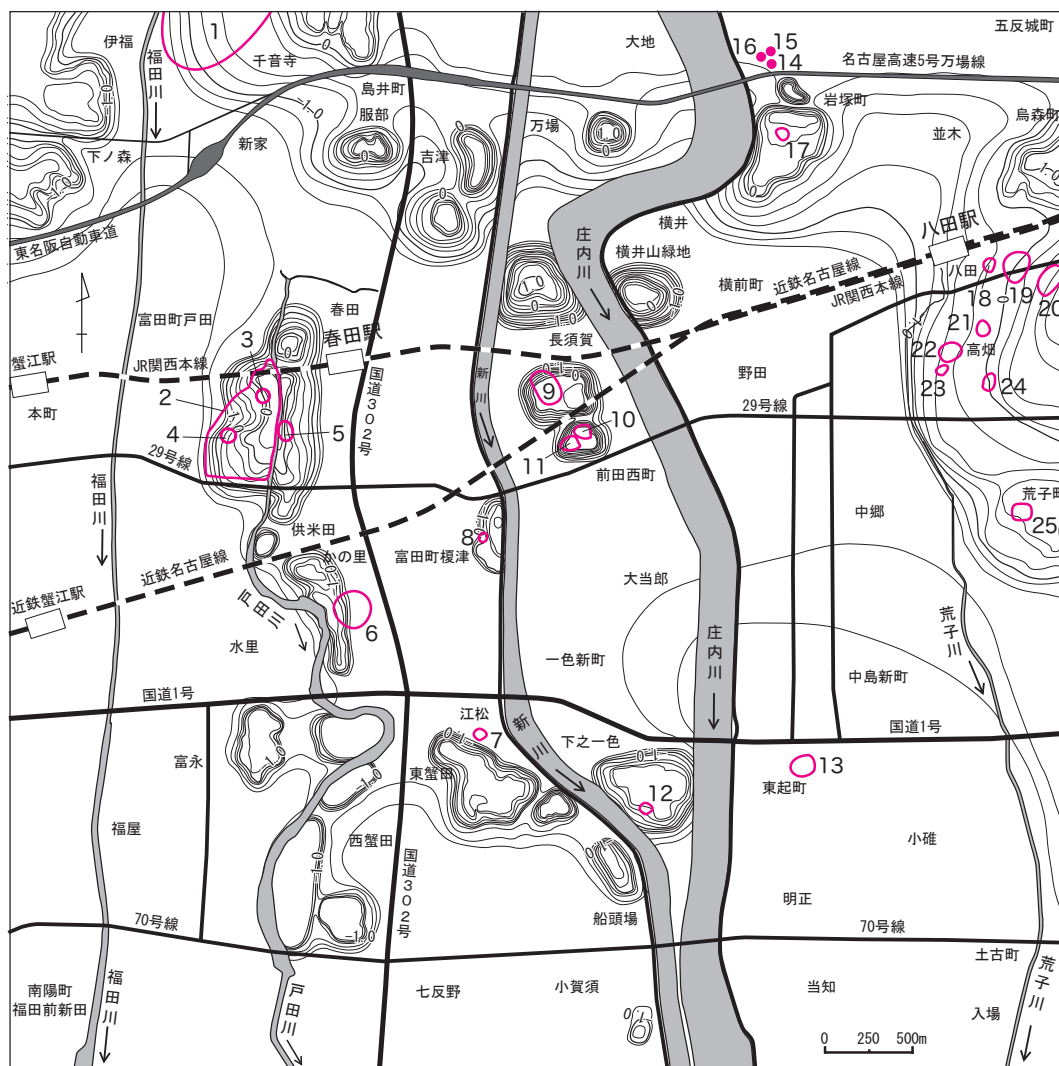 伊福
福田川
1
千音寺
大地
16
15
14
五反城町
名古屋高速5号万場線
島井町
服部
-1.0
岩塚町
烏森町
下ノ森
新家
吉津
万場
17
並木
1.0
東名阪自動車道
横井
庄内川
横井山緑地
横前町
近鉄名古屋線
JR関西本線
八田駅
八田
18
19
20
富田町戸田
春田
春田駅
長須賀
21
蟹江駅
JR関西本線
3
2
新川
野田
22
高畑
23
24
本町
国道302号
9
10
29号線
4
5
11
29号線
前田西町
福田川
供米田
8
富田町榎津
中郷
荒子町
25
かの里
近鉄名古屋線
大当郎
近鉄蟹江駅
戸田三
6
水里
一色新町
庄内川
荒子川
中島新町
国道1号
江松
7
新川
下之一色
国道1号
富永
東蟹田
12
13
東起町
福屋
西蟹田
国道302号
小碓
船頭場
明正
70号線
70号線
土古町
南陽町
福田前新田
福田川
戸田川
七反野
小賀須
当知
入場
荒子川
0 250 500m